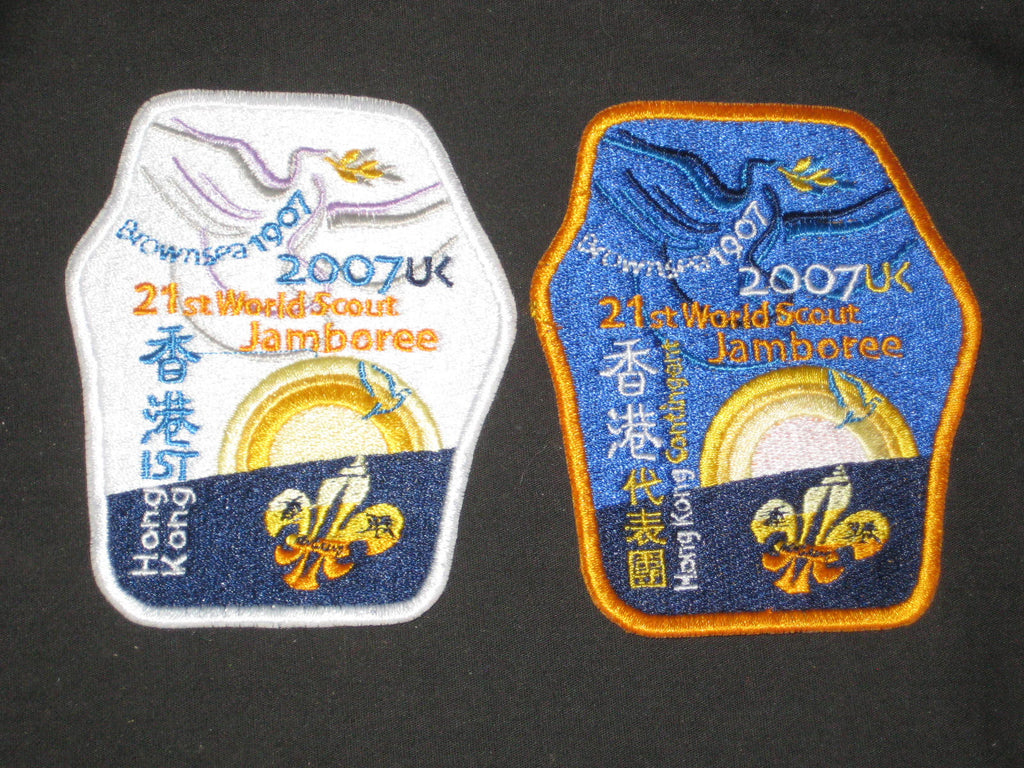 Brownsea 1907
2007 UK
21st World Scout
Jamboree
香港
IST
Hong
Kong
Brownsea 1907
2007 UK
21st World Scout
Jamboree
香港代表團
Hong Kong Contingent